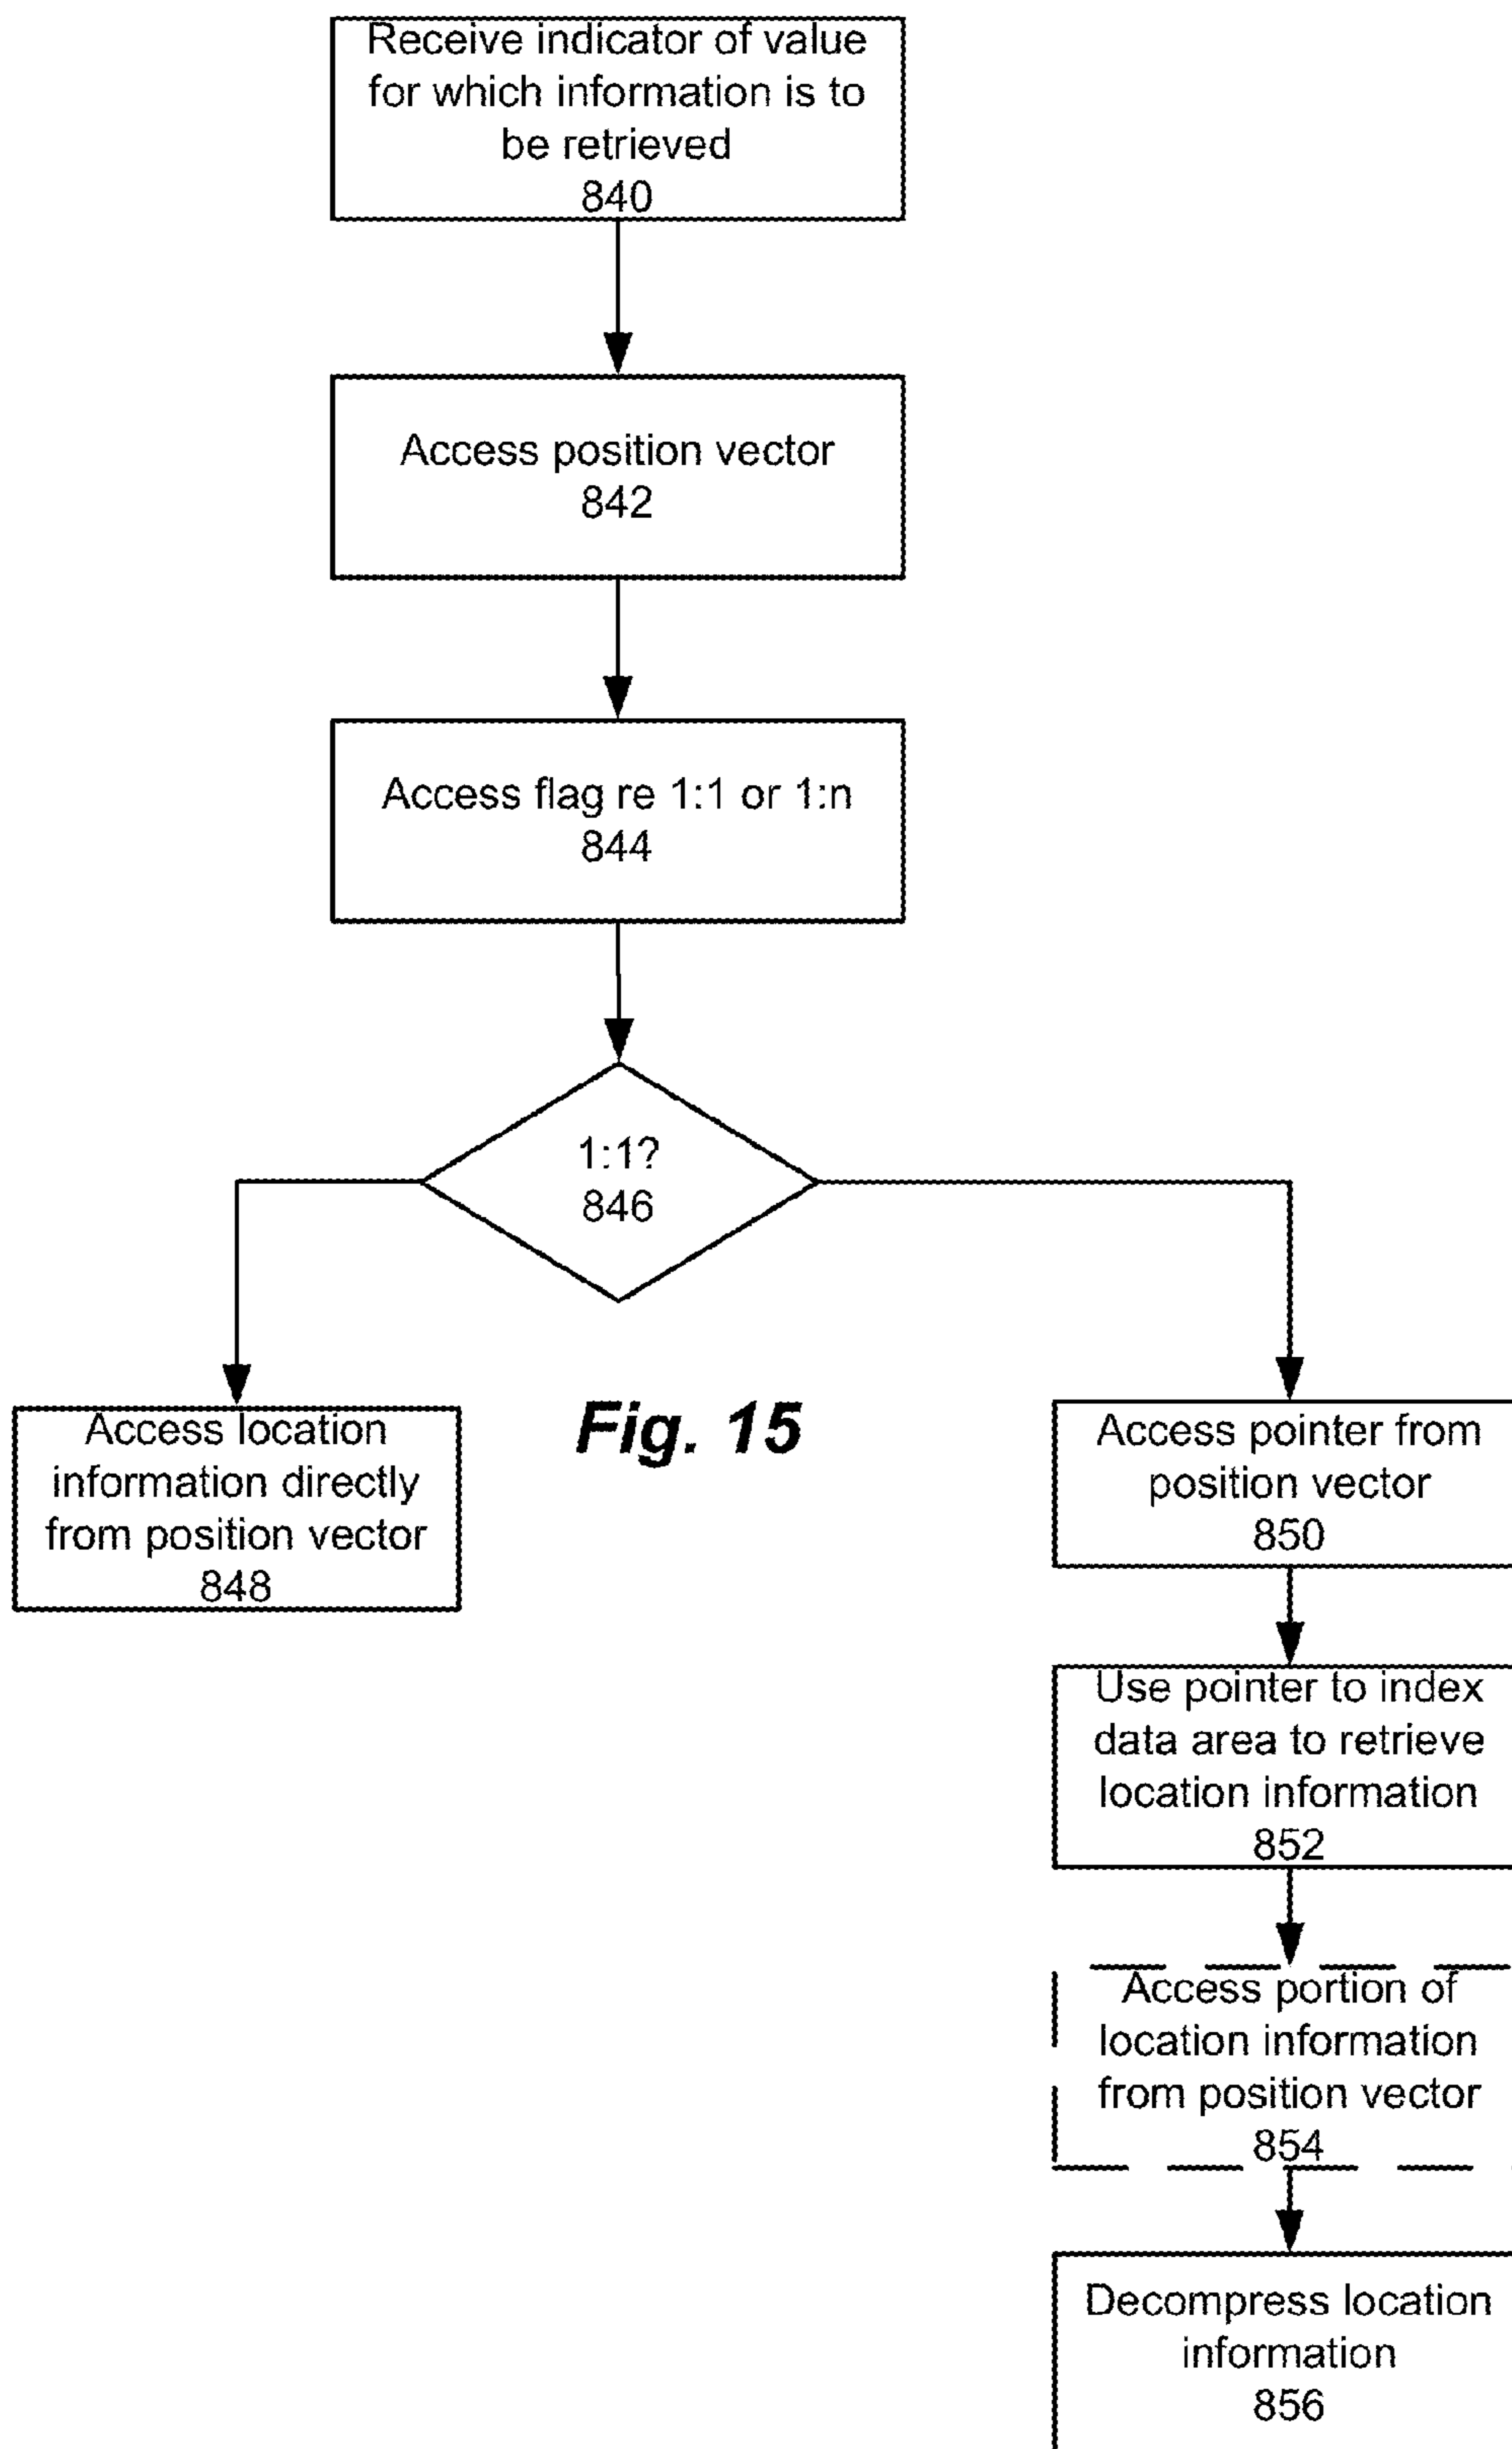 Receive indicator of value
for which information is to
be retrieved
840
Access position vector
842
Access flag re 1:1 or 1:n
844
1:1?
846
Access location
information directly
from position vector
848
Fig. 15
Access pointer from
position vector
850
Use pointer to index
data area to retrieve
location information
852
Access portion of
location information
from position vector
854
Decompress location
information
856